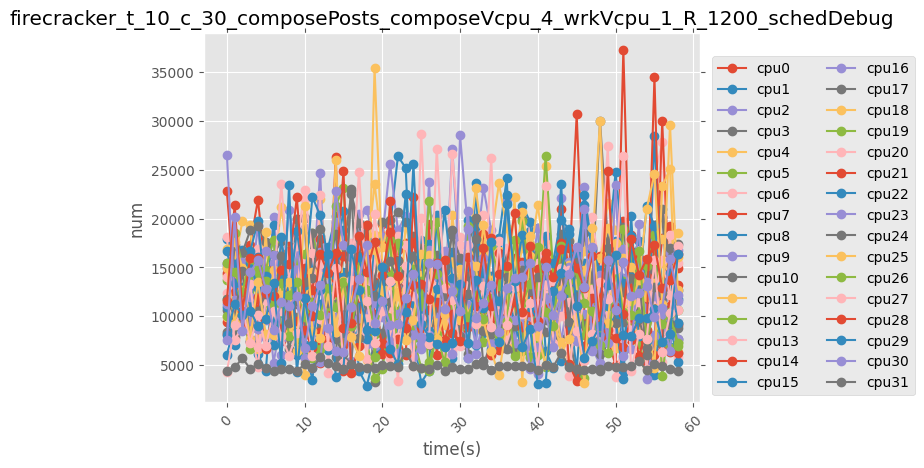 firecracker_t_10_c_30_composePosts_composeVcpu_4_wrkVcpu_1_R_1200_schedDebug
num
35000
30000
25000
20000
15000
10000
5000
0
10
20
30
40
50
60
time(s)
cpu0
cpu1
cpu2
cpu3
cpu4
cpu5
cpu6
cpu7
cpu8
cpu9
cpu10
cpu11
cpu12
cpu13
cpu14
cpu15
cpu16
cpu17
cpu18
cpu19
cpu20
cpu21
cpu22
cpu23
cpu24
cpu25
cpu26
cpu27
cpu28
cpu29
cpu30
cpu31